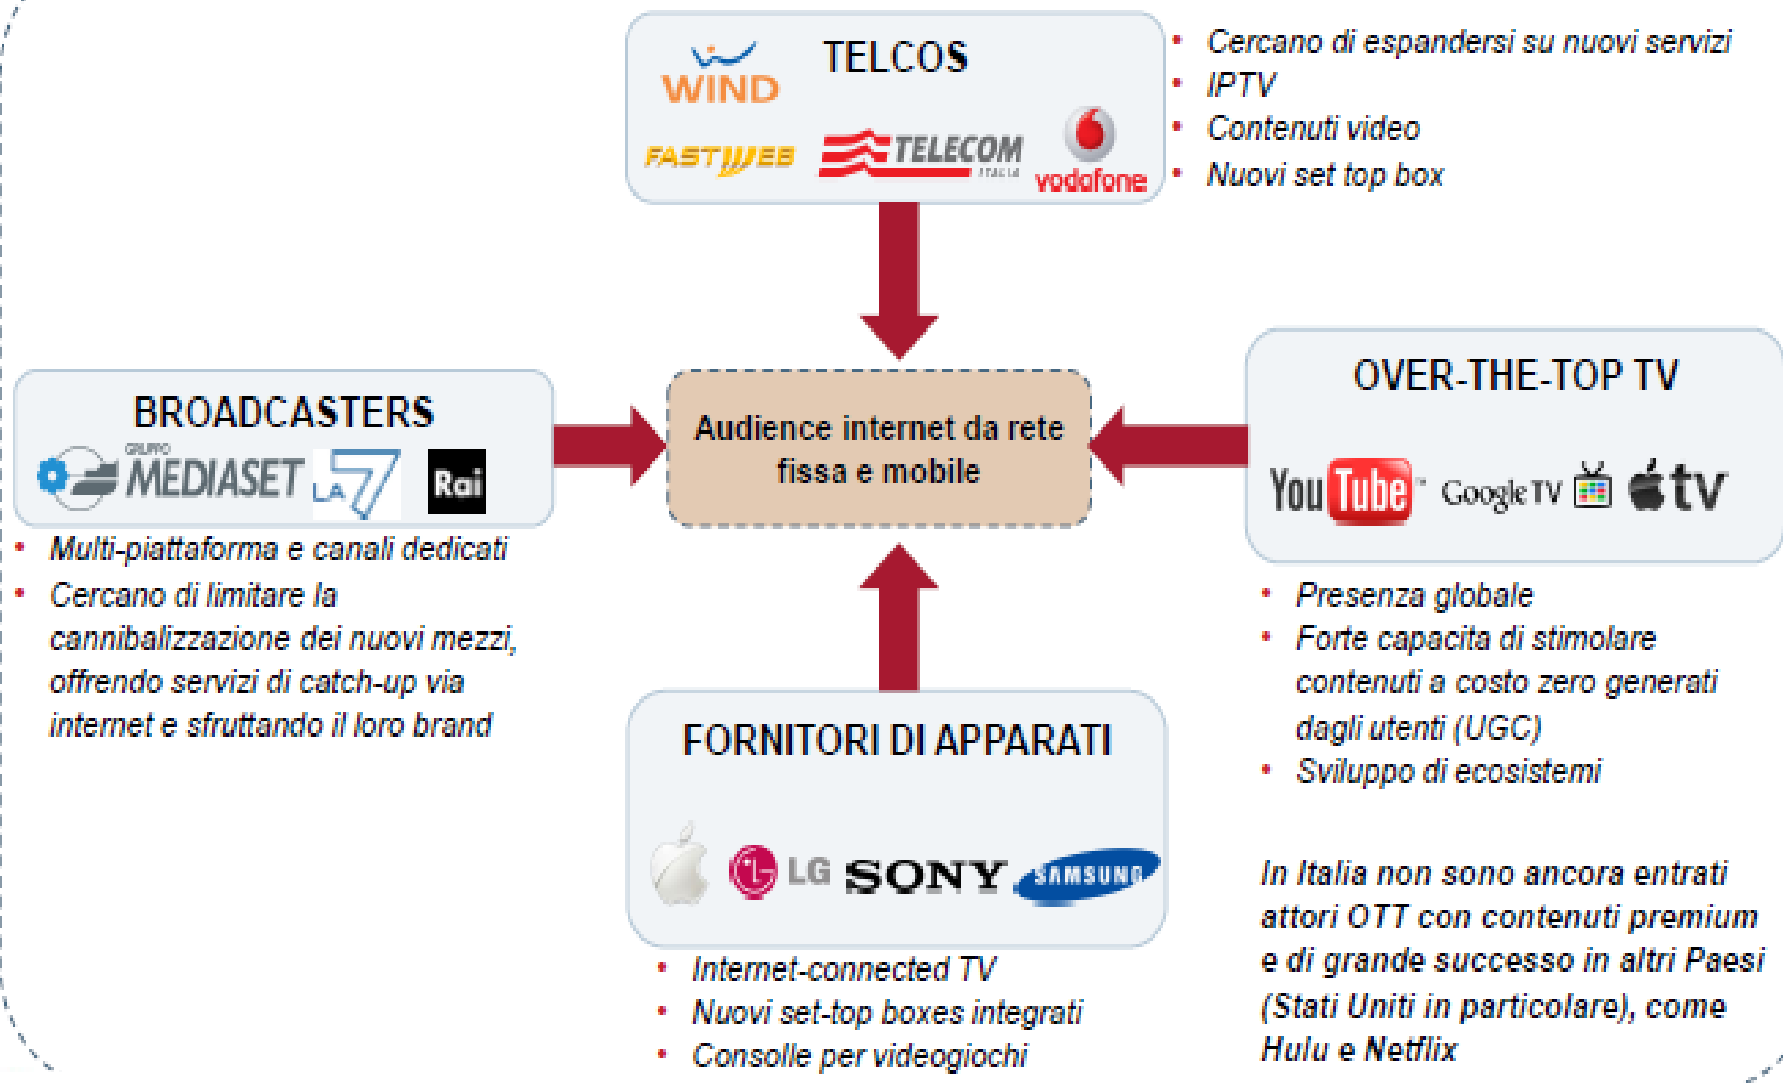 TELCOS
WIND
FASTWEB
TELECOM
ITALIA
vodafone
• Cercano di espandersi su nuovi servizi
• IPTV
• Contenuti video
• Nuovi set top box
BROADCASTERS
GRUPPO
MEDIASET
LA7
Rai
• Multi-piattaforma e canali dedicati
• Cercano di limitare la
cannibalizzazione dei nuovi mezzi,
offrendo servizi di catch-up via
internet e sfruttando il loro brand
Audience internet da rete
fissa e mobile
OVER-THE-TOP TV
YouTube™
Google TV
tv
• Presenza globale
• Forte capacita di stimolare
contenuti a costo zero generati
dagli utenti (UGC)
• Sviluppo di ecosistemi
In Italia non sono ancora entrati
attori OTT con contenuti premium
e di grande successo in altri Paesi
(Stati Uniti in particolare), come
Hulu e Netflix
FORNITORI DI APPARATI
LG
SONY
SAMSUNG
• Internet-connected TV
• Nuovi set-top boxes integrati
• Consolle per videogiochi